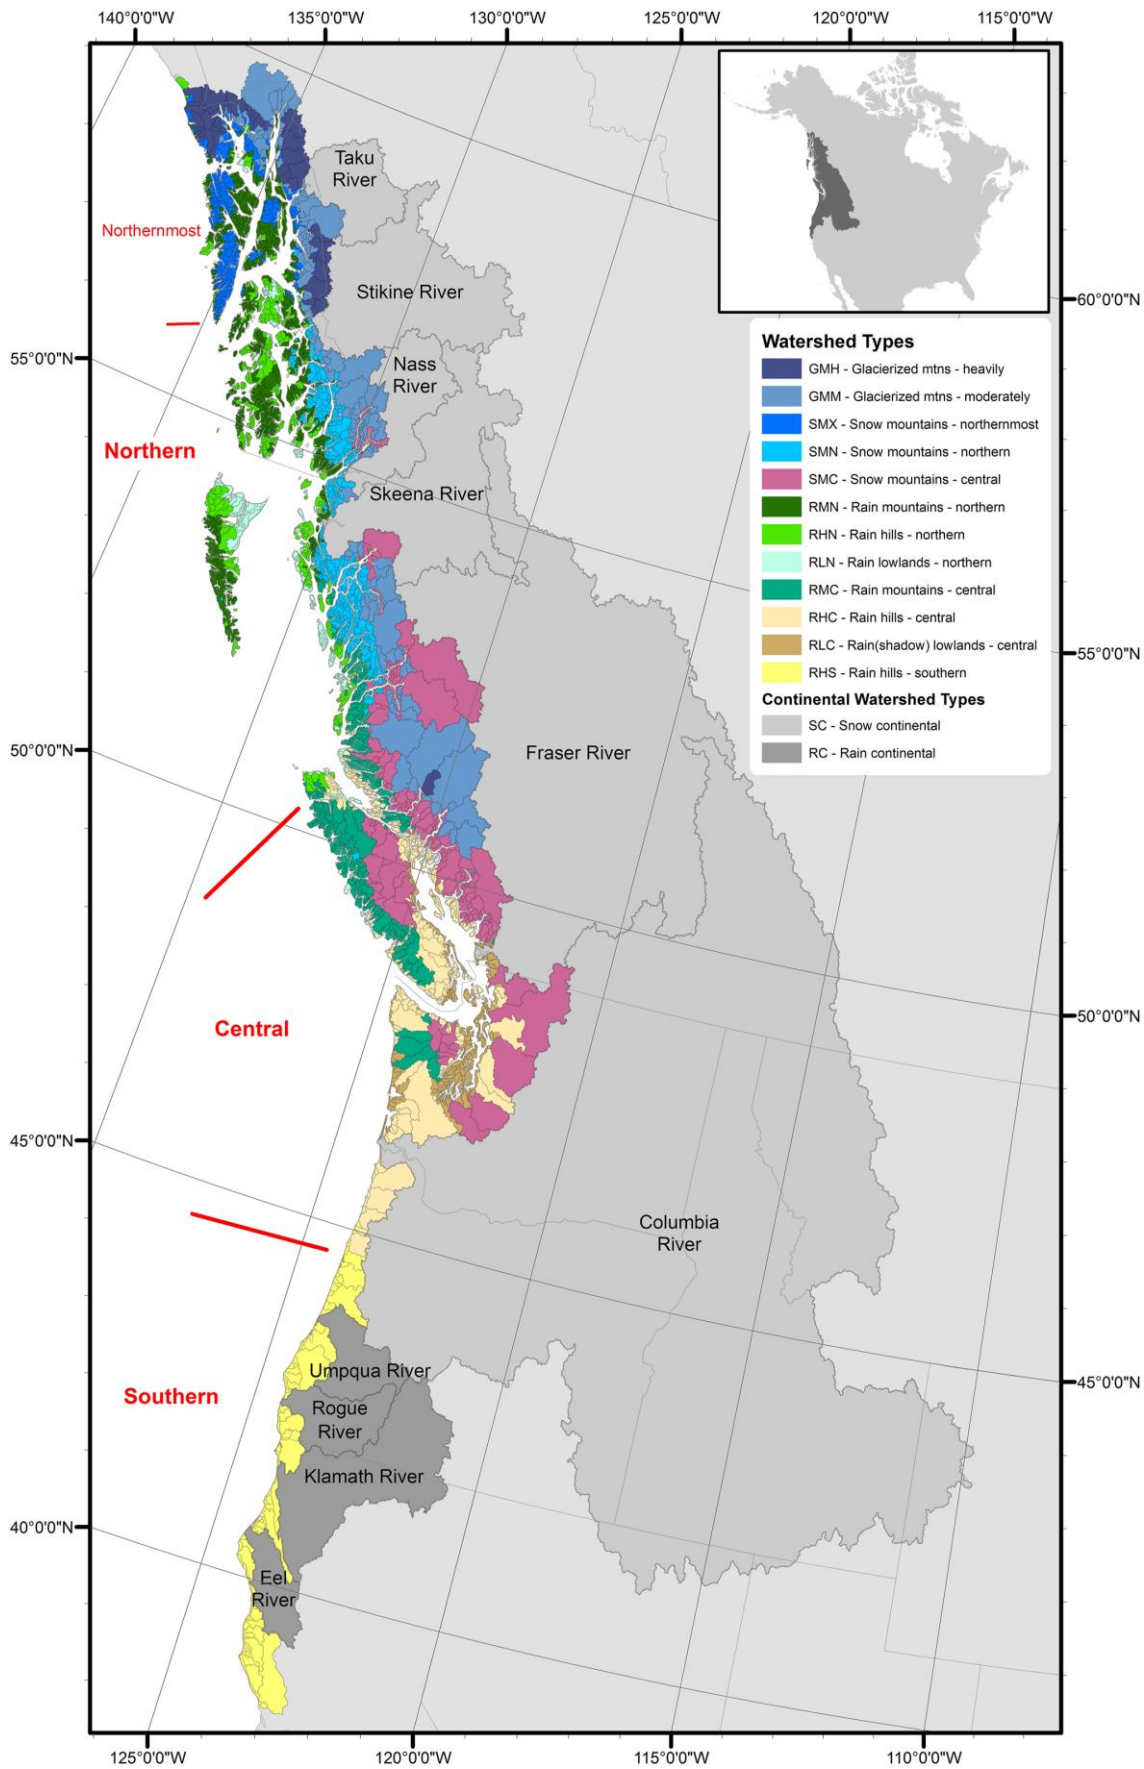 140°0'0"W
135°0'0"W
130°0'0"W
125°0'0"W
120°0'0"W
115°0'0"W
Taku
River
Northernmost
Stikine River
60°0'0"N
55°0'0"N
Nass
River
Northern
Skeena River
Watershed Types
GMH - Glacierized mtns - heavily
GMM - Glacierized mtns - moderately
SMX - Snow mountains - northernmost
SMN - Snow mountains - northern
SMC - Snow mountains - central
RMN - Rain mountains - northern
RHN - Rain hills - northern
RLN - Rain lowlands - northern
RMC - Rain mountains - central
RHC - Rain hills - central
RLC - Rain(shadow) lowlands - central
RHS - Rain hills - southern
Continental Watershed Types
SC - Snow continental
RC - Rain continental
55°0'0"N
50°0'0"N
Fraser River
50°0'0"N
Central
45°0'0"N
Columbia
River
Umpqua River
45°0'0"N
Southern
Rogue
River
Klamath River
40°0'0"N
Eel
River
125°0'0"W
120°0'0"W
115°0'0"W
110°0'0"W